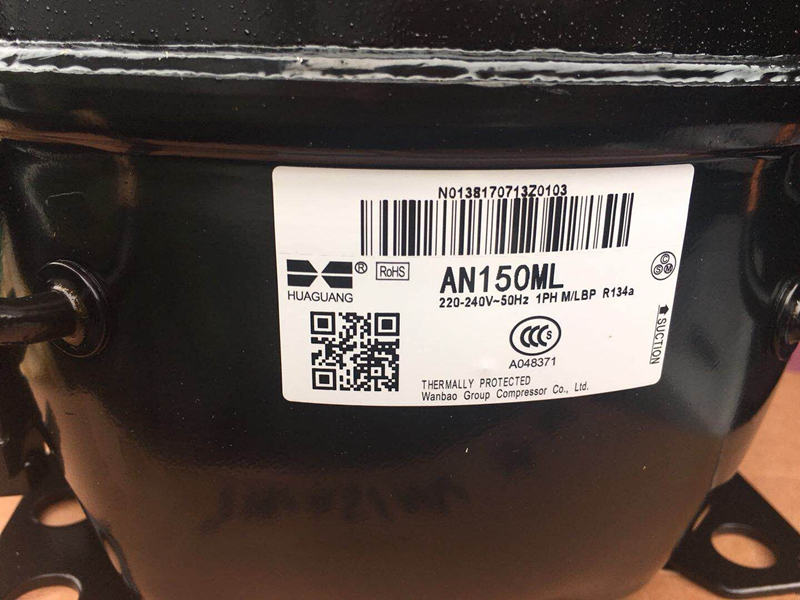 N0138170713Z0103
HUAGUANG
®
RoHS
AN150ML
220-240V~50Hz 1PH M/LBP R134a
CCC S
A048371
C S M
SUCTION
THERMALLY PROTECTED
Wanbao Group Compressor Co., Ltd.